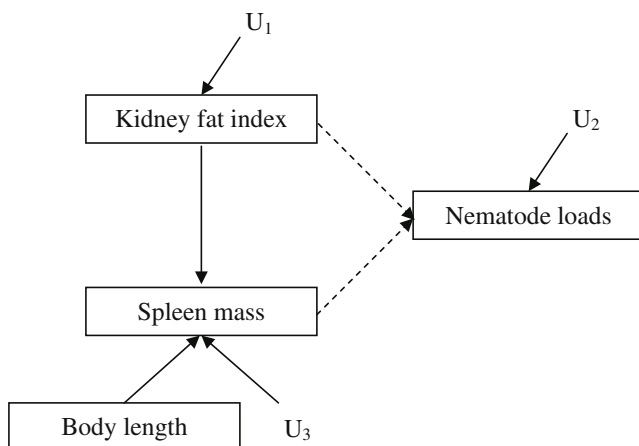 U₁
Kidney fat index
U₂
Nematode loads
Spleen mass
Body length
U₃